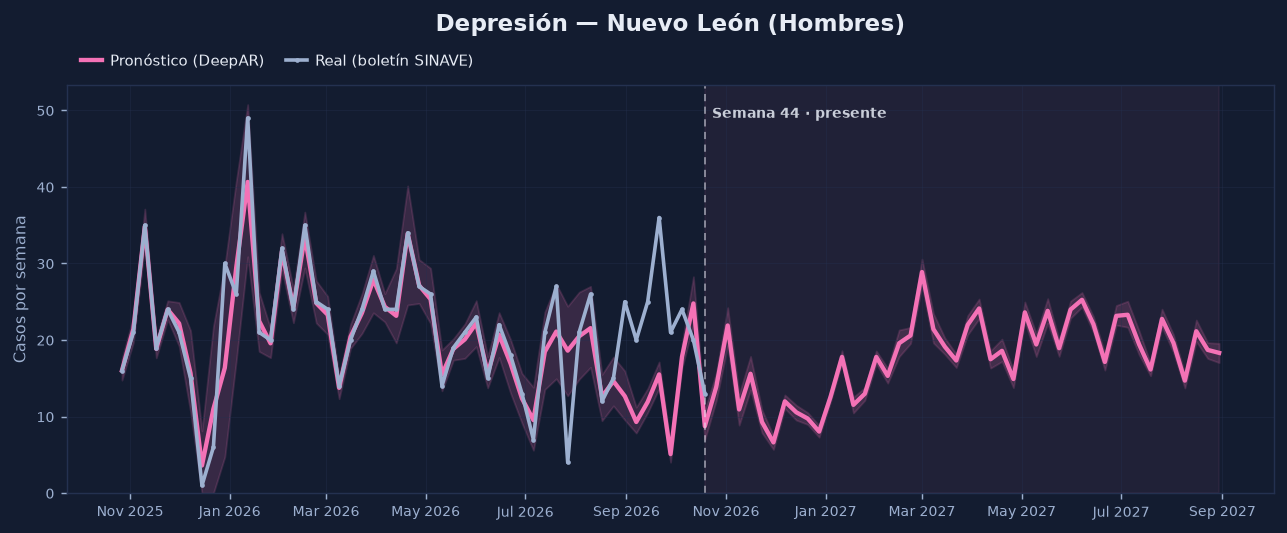 Depresión — Nuevo León (Hombres)
Pronóstico (DeepAR)
Real (boletín SINAVE)
Semana 44 · presente
Casos por semana
50
40
30
20
10
0
Nov 2025
Jan 2026
Mar 2026
May 2026
Jul 2026
Sep 2026
Nov 2026
Jan 2027
Mar 2027
May 2027
Jul 2027
Sep 2027